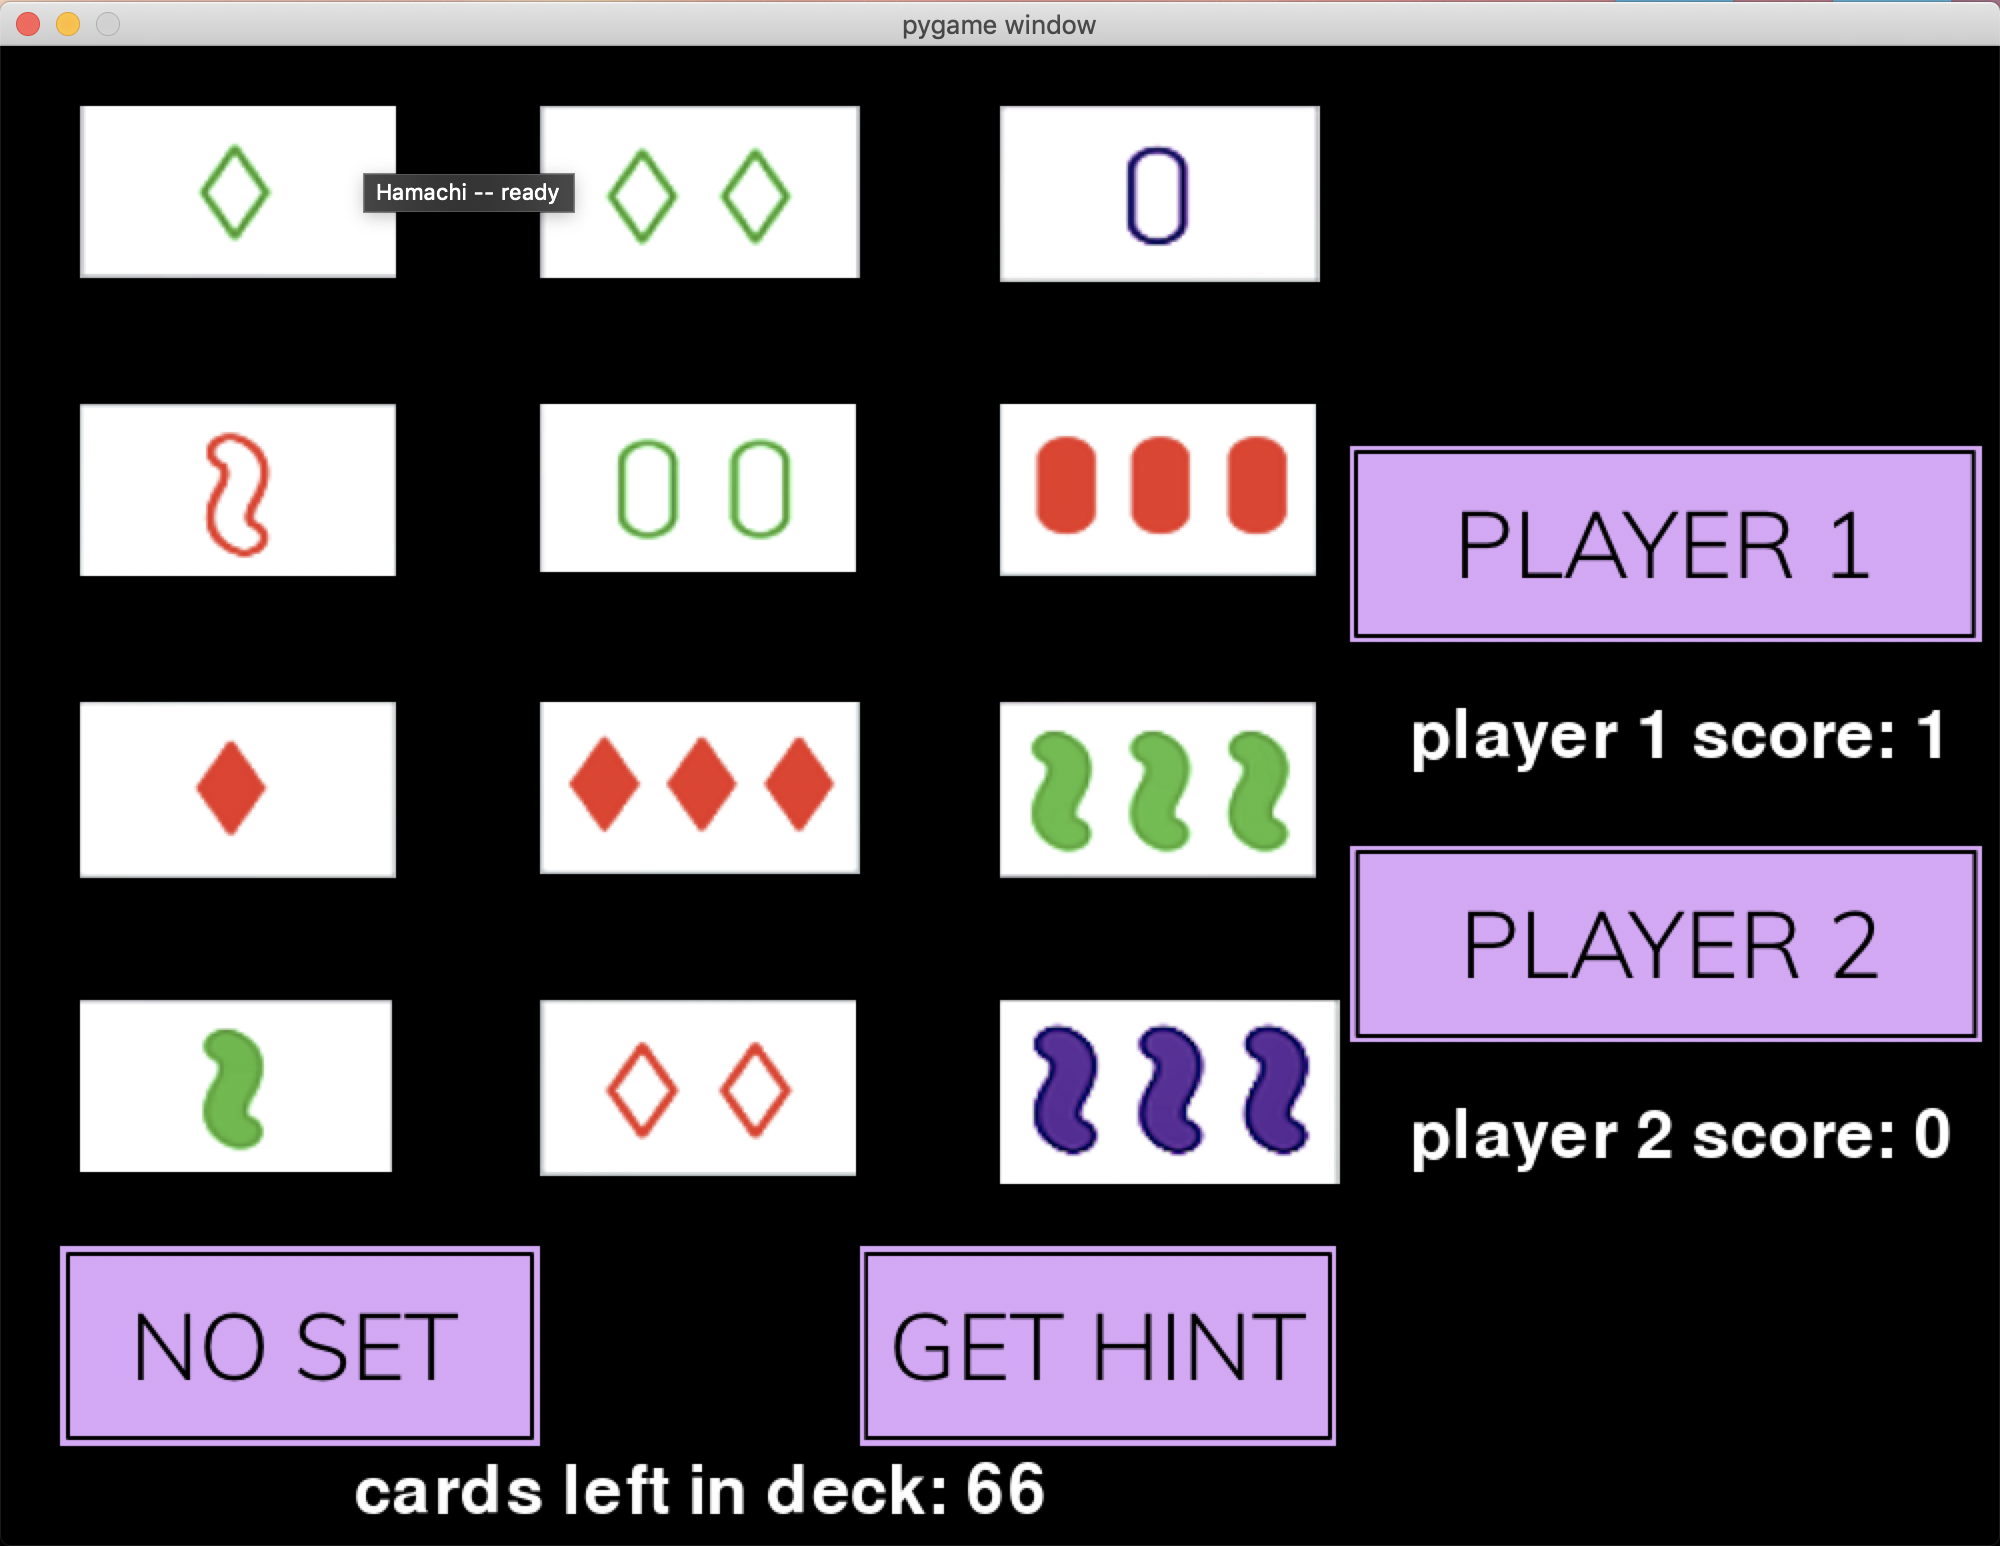 pygame window
Hamachi -- ready
PLAYER 1
player 1 score: 1
PLAYER 2
player 2 score: 0
NO SET
GET HINT
cards left in deck: 66